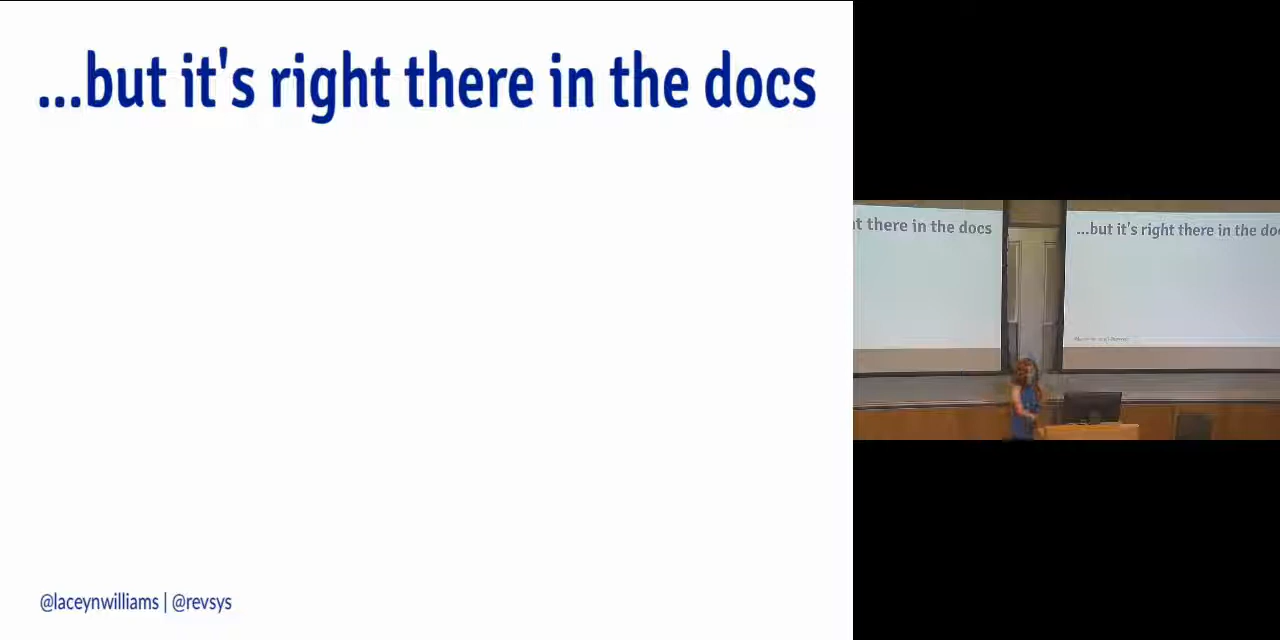 ...but it's right there in the docs
@laceynwilliams | @revsys
t there in the docs
...but it's right there in the do